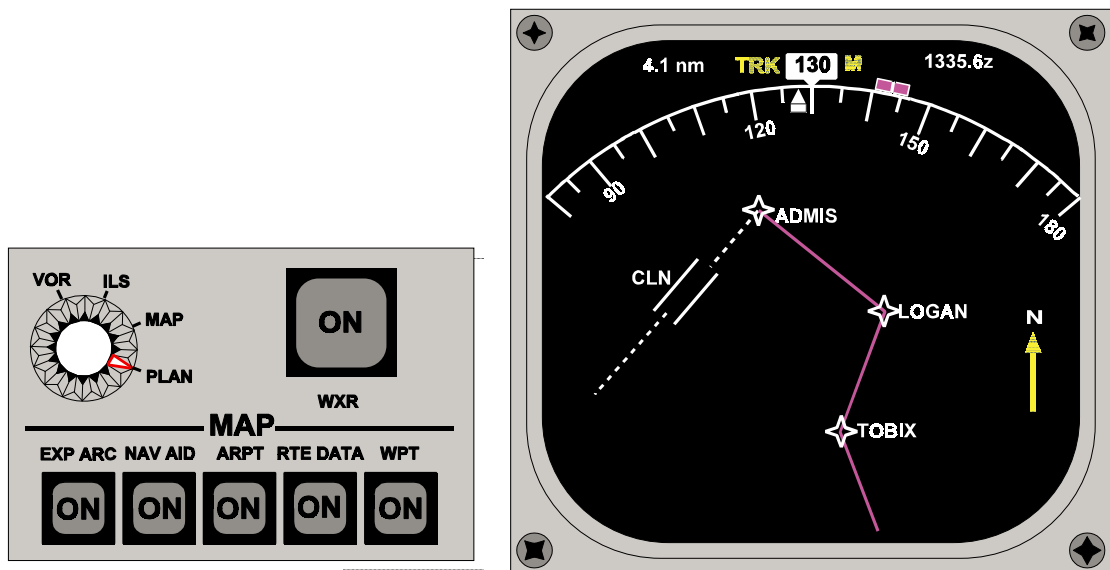 VOR
ILS
MAP
PLAN
ON
WXR
MAP
EXP ARC NAV AID ARPT RTE DATA WPT
ON ON ON ON ON
4.1 nm TRK 130 M 1335.6z
90
120
150
180
ADMIS
CLN
LOGAN
N
TOBIX